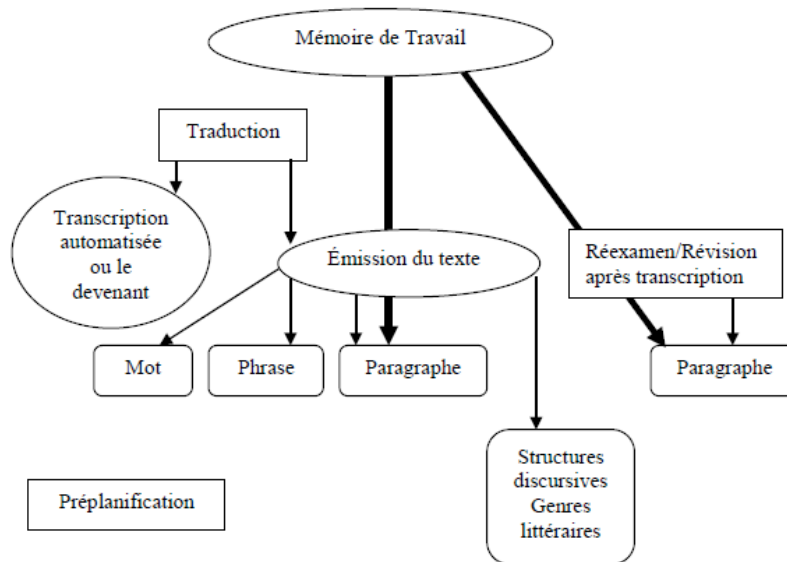 Mémoire de Travail
Traduction
Transcription
automatisée
ou le
devenant
Émission du texte
Réexamen/Révision
après transcription
Mot
Phrase
Paragraphe
Paragraphe
Structures
discursives
Genres
littéraires
Préplanification